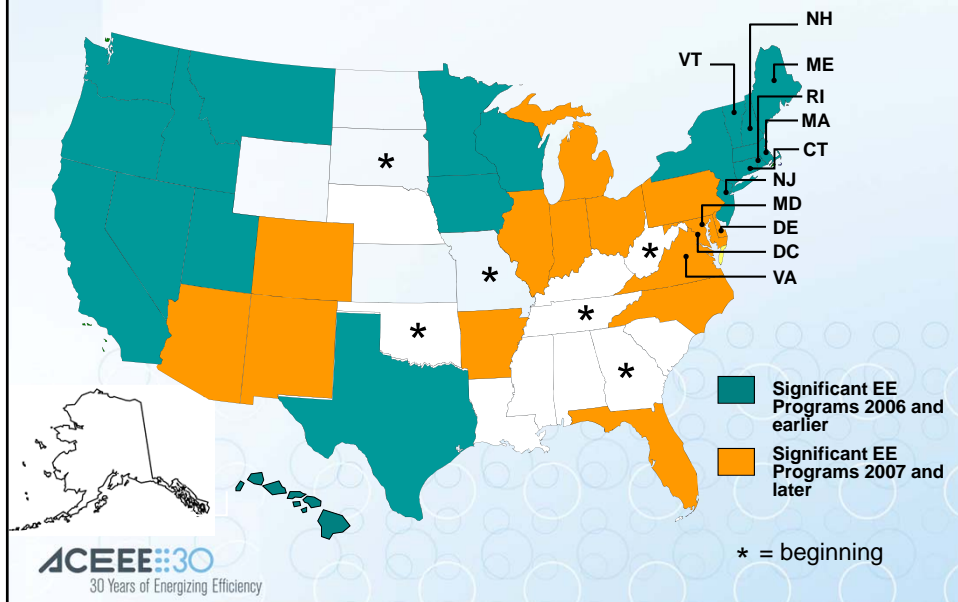 NH
VT
ME
RI
MA
CT
NJ
MD
DE
DC
VA
*
*
*
*
*
*
Significant EE
Programs 2006 and
earlier
Significant EE
Programs 2007 and
later
* = beginning
ACEEE 30
30 Years of Energizing Efficiency